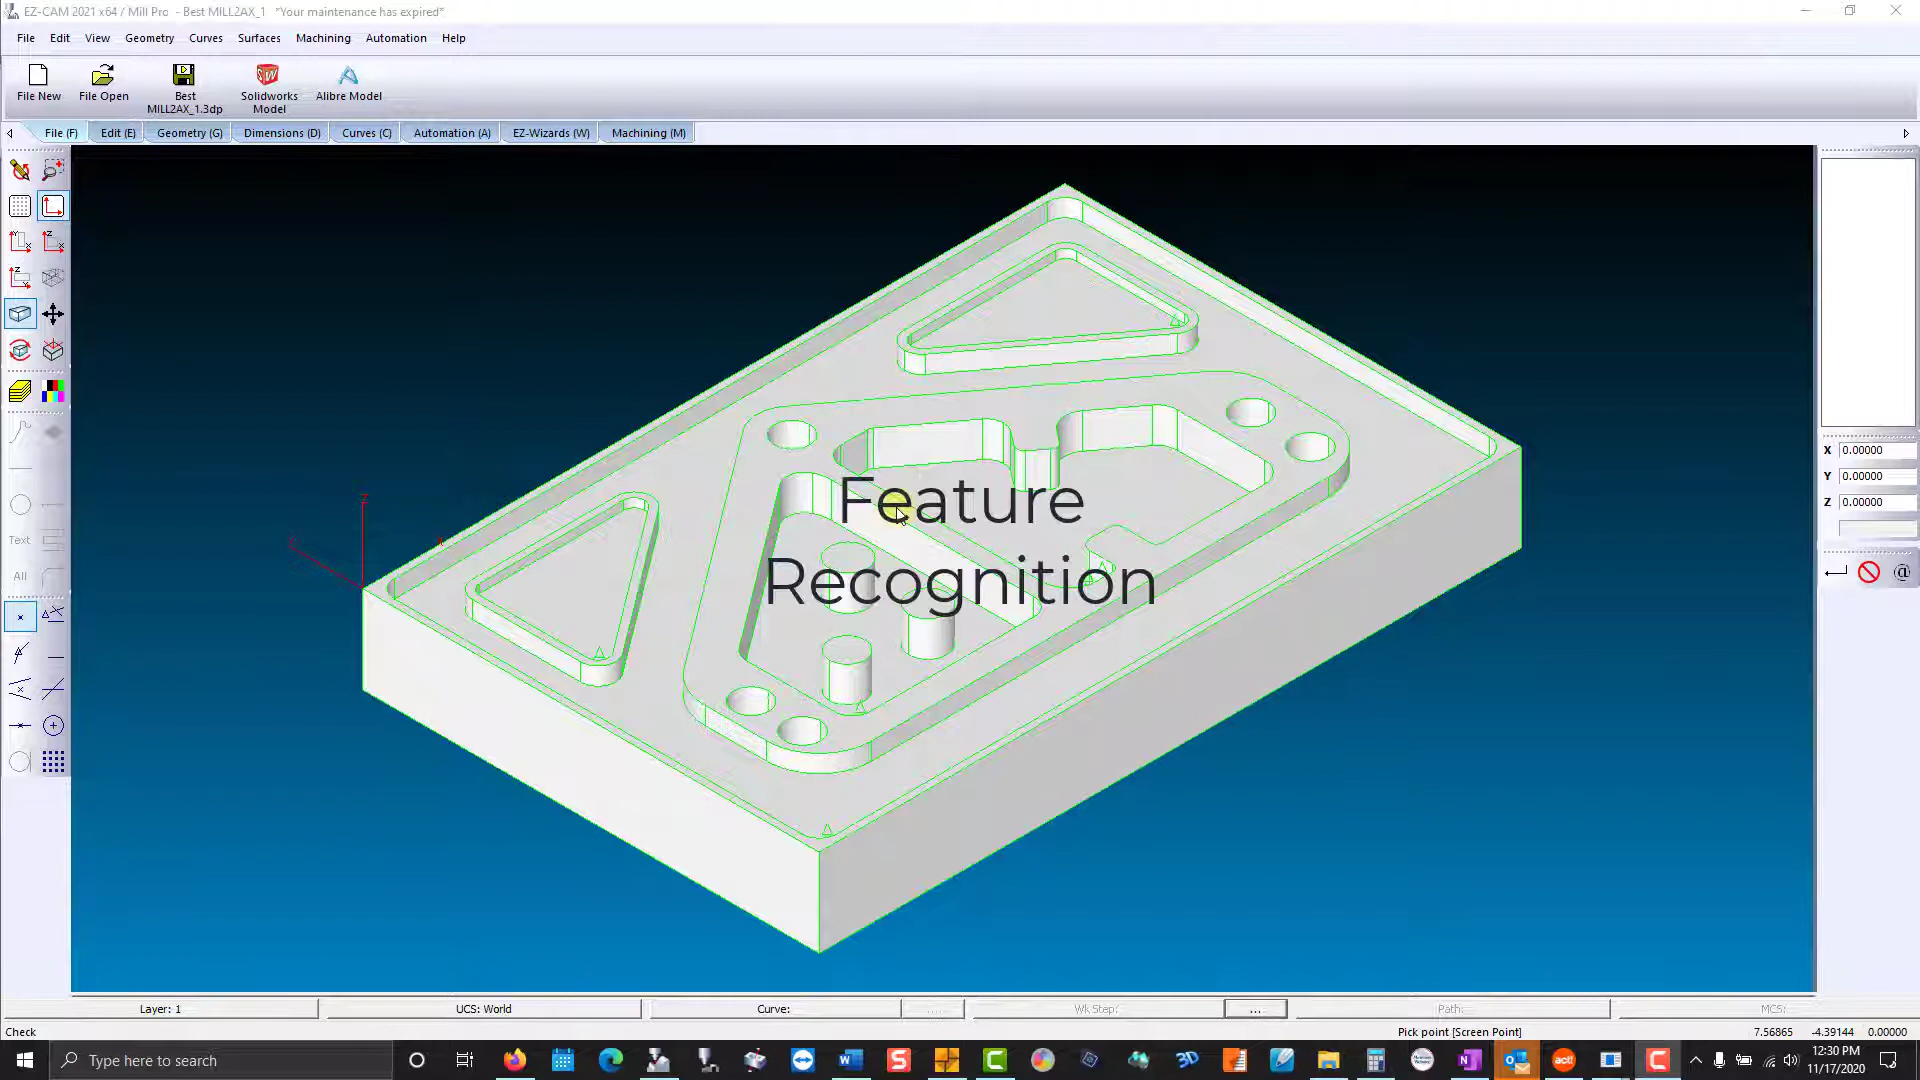 EZ-CAM 2021 x64 / Mill Pro - Best MILL2AX_1 *Your maintenance has expired*
File Edit View Geometry Curves Surfaces Machining Automation Help
File New File Open Best MILL2AX_1.3dp Solidworks Model Alibre Model
File (F) Edit (E) Geometry (G) Dimensions (D) Curves (C) Automation (A) EZ-Wizards (W) Machining (M)
X 0.00000
Y 0.00000
Z 0.00000
Z
Feature
Recognition
Text
All
@
Layer: 1 UCS: World Curve: ..... Wk Step: ... Path: MCS:
Check Pick point [Screen Point] 7.56865 -4.39144 0.00000
Type here to search
12:30 PM
11/17/2020